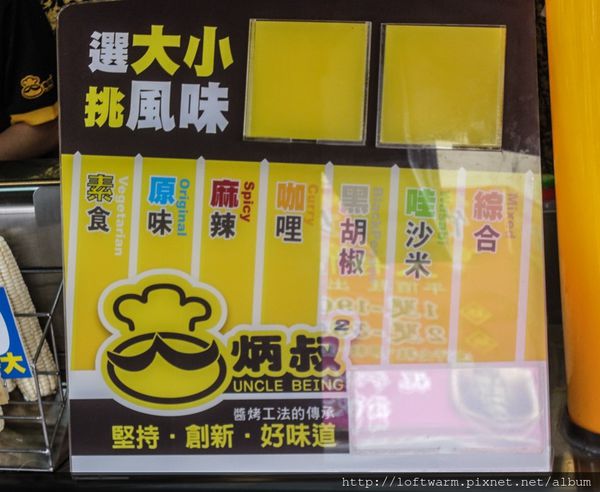 選大小
挑風味
素食 Vegetarian
原味 Original
麻辣 Spicy
咖哩 Curry
黑胡椒
哇沙米
綜合 Mixed
炳叔
2
UNCLE BEING
醬烤工法的傳承
堅持・創新・好味道
大
http://loftwarm.pixnet.net/album